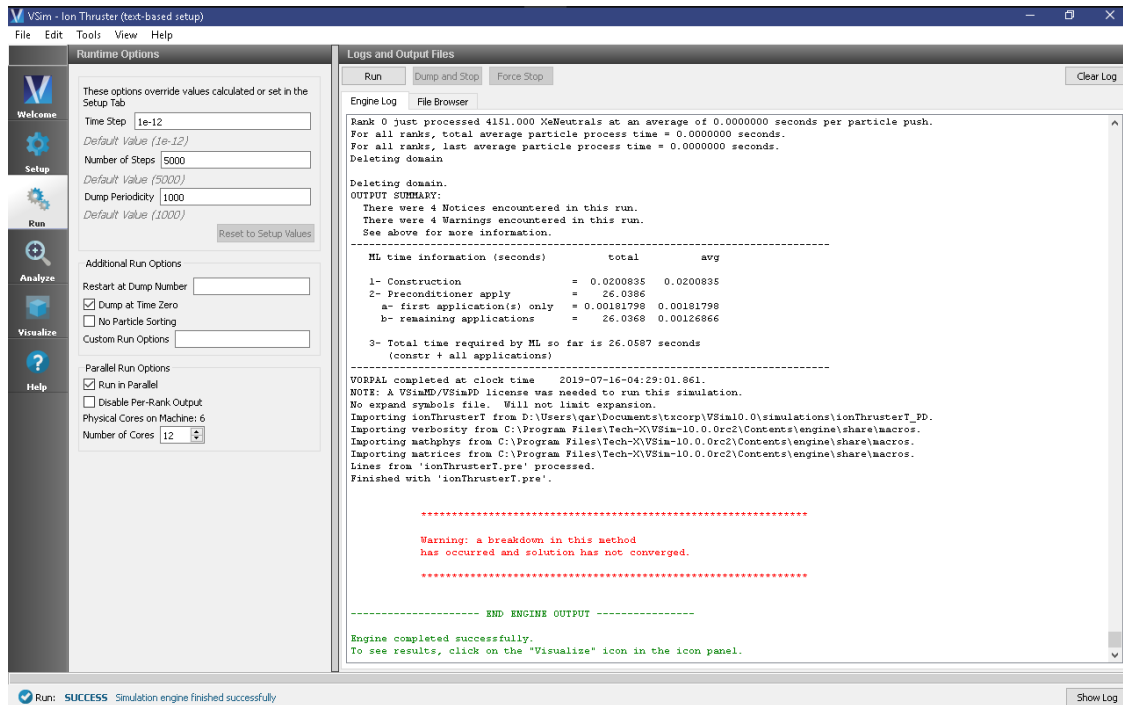 VSim - Ion Thruster (text-based setup)
File Edit Tools View Help
Welcome
Setup
Run
Analyze
Visualize
Help
Runtime Options
These options override values calculated or set in the
Setup Tab
Time Step 1e-12
Default Value (1e-12)
Number of Steps 5000
Default Value (5000)
Dump Periodicity 1000
Default Value (1000)
Reset to Setup Values
Additional Run Options
Restart at Dump Number
Dump at Time Zero
No Particle Sorting
Custom Run Options
Parallel Run Options
Run in Parallel
Disable Per-Rank Output
Physical Cores on Machine: 6
Number of Cores 12
Logs and Output Files
Run Dump and Stop Force Stop Clear Log
Engine Log File Browser
Rank 0 just processed 4151.000 XeNeutrals at an average of 0.0000000 seconds per particle push.
For all ranks, total average particle process time = 0.0000000 seconds.
For all ranks, last average particle process time = 0.0000000 seconds.
Deleting domain
Deleting domain.
OUTPUT SUMMARY:
There were 4 Notices encountered in this run.
There were 4 Warnings encountered in this run.
See above for more information.
------------------------------------------------------------------------------
ML time information (seconds) total avg
1- Construction = 0.0200835 0.0200835
2- Preconditioner apply = 26.0386
a- first application(s) only = 0.00181798 0.00181798
b- remaining applications = 26.0368 0.00126866
3- Total time required by ML so far is 26.0587 seconds
(constr + all applications)
------------------------------------------------------------------------------
VORPAL completed at clock time 2019-07-16-04:29:01.861.
NOTE: A VSimMD/VSimPD license was needed to run this simulation.
No expand symbols file. Will not limit expansion.
Importing ionThrusterT from D:\Users\qar\Documents\txcorp\VSim10.0\simulations\ionThrusterT_PD.
Importing verbosity from C:\Program Files\Tech-X\VSim-10.0.0rc2\Contents\engine\share\macros.
Importing mathphys from C:\Program Files\Tech-X\VSim-10.0.0rc2\Contents\engine\share\macros.
Importing matrices from C:\Program Files\Tech-X\VSim-10.0.0rc2\Contents\engine\share\macros.
Lines from 'ionThrusterT.pre' processed.
Finished with 'ionThrusterT.pre'.
***************************************************************
Warning: a breakdown in this method
has occurred and solution has not converged.
***************************************************************
--------------------- END ENGINE OUTPUT ----------------
Engine completed successfully.
To see results, click on the "Visualize" icon in the icon panel.
Run: SUCCESS Simulation engine finished successfully
Show Log